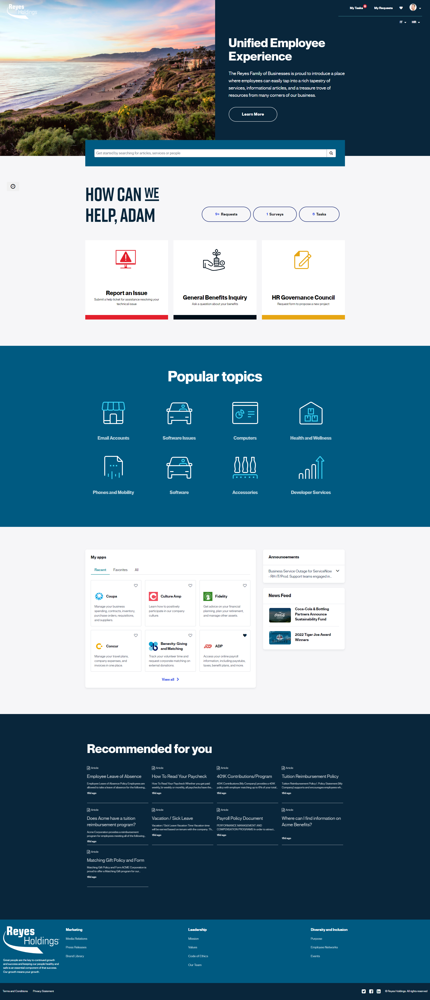 Reyes
Holdings
My Tasks 6
My Requests
IT
HR
Unified Employee
Experience
The Reyes Family of Businesses is proud to introduce a place
where employees can easily tap into a rich tapestry of
services, informational articles, and a treasure trove of
resources from many corners of our business.
Learn More
Get started by searching for articles, services or people
HOW CAN WE
HELP, ADAM
9+ Requests
1 Surveys
6 Tasks
Report an Issue
Submit a help ticket for assistance resolving your
technical issue
General Benefits Inquiry
Ask a question about your benefits
HR Governance Council
Request form to propose a new project
Popular topics
Email Accounts
Software Issues
Computers
Health and Wellness
Phones and Mobility
Software
Accessories
Developer Services
My apps
Recent
Favorites
All
Coupa
Manage your business
spending, contracts, inventory,
purchase orders, requisitions,
and suppliers.
Culture Amp
Learn how to positively
participate in our company
culture.
Fidelity
Get advice on your financial
planning, plan your retirement,
and manage other assets.
Concur
Manage your travel plans,
company expenses, and
invoices in one place.
Benevity: Giving
and Matching
Track your volunteer time and
request corporate matching on
external donations.
ADP
Access your online payroll
information, including paystubs,
taxes, benefit plans, and more.
View all
Announcements
Business Service Outage for ServiceNow
- RH-IT/Prod. Support teams engaged in...
News Feed
THE
Coca-Cola
COMPANY
Coca-Cola & Bottling
Partners Announce
Sustainability Fund
WINNERS
2022 Tiger Joe Award
Winners
Recommended for you
Article
Employee Leave of Absence
Employee Leave of Absence Policy Employees are
allowed to take a leave of absence for the following...
16d ago
Article
How To Read Your Paycheck
How To Read Your Paycheck Whether you get paid
weekly, bi-weekly or monthly, all paychecks have the...
16d ago
Article
401K Contributions/Program
401K Contributions [My Company] provides a 401K
policy with employer matching up to 6% of your total...
16d ago
Article
Tuition Reimbursement Policy
Tuition Reimbursement Policy I. Policy Statement [My
Company] supports and encourages employees wh...
16d ago
Article
Does Acme have a tuition
reimbursement program?
Acme Corporation provides a reimbursement
program for employees meeting all of the following...
16d ago
Article
Vacation / Sick Leave
Vacation / Sick Leave Vacation Time Vacation time
will be earned based on tenure with the company. Th...
16d ago
Article
Payroll Policy Document
PERFORMANCE MANAGEMENT AND
COMPENSATION PROGRAMS In order to attract...
16d ago
Article
Where can I find information on
Acme Benefits?
16d ago
Article
Matching Gift Policy and Form
Matching Gift Policy and Form ACME Corporation is
proud to offer a Matching Gift program for our...
16d ago
Reyes
Holdings
Great people are the key to continued growth
and success and keeping our people healthy and
safe is an essential component of that success.
Our growth means your growth.
Marketing
Media Relations
Press Releases
Brand Library
Leadership
Mission
Values
Code of Ethics
Our Team
Diversity and Inclusion
Purpose
Employee Networks
Events
Terms and Conditions
Privacy Statement
© Reyes Holdings. All rights reserved